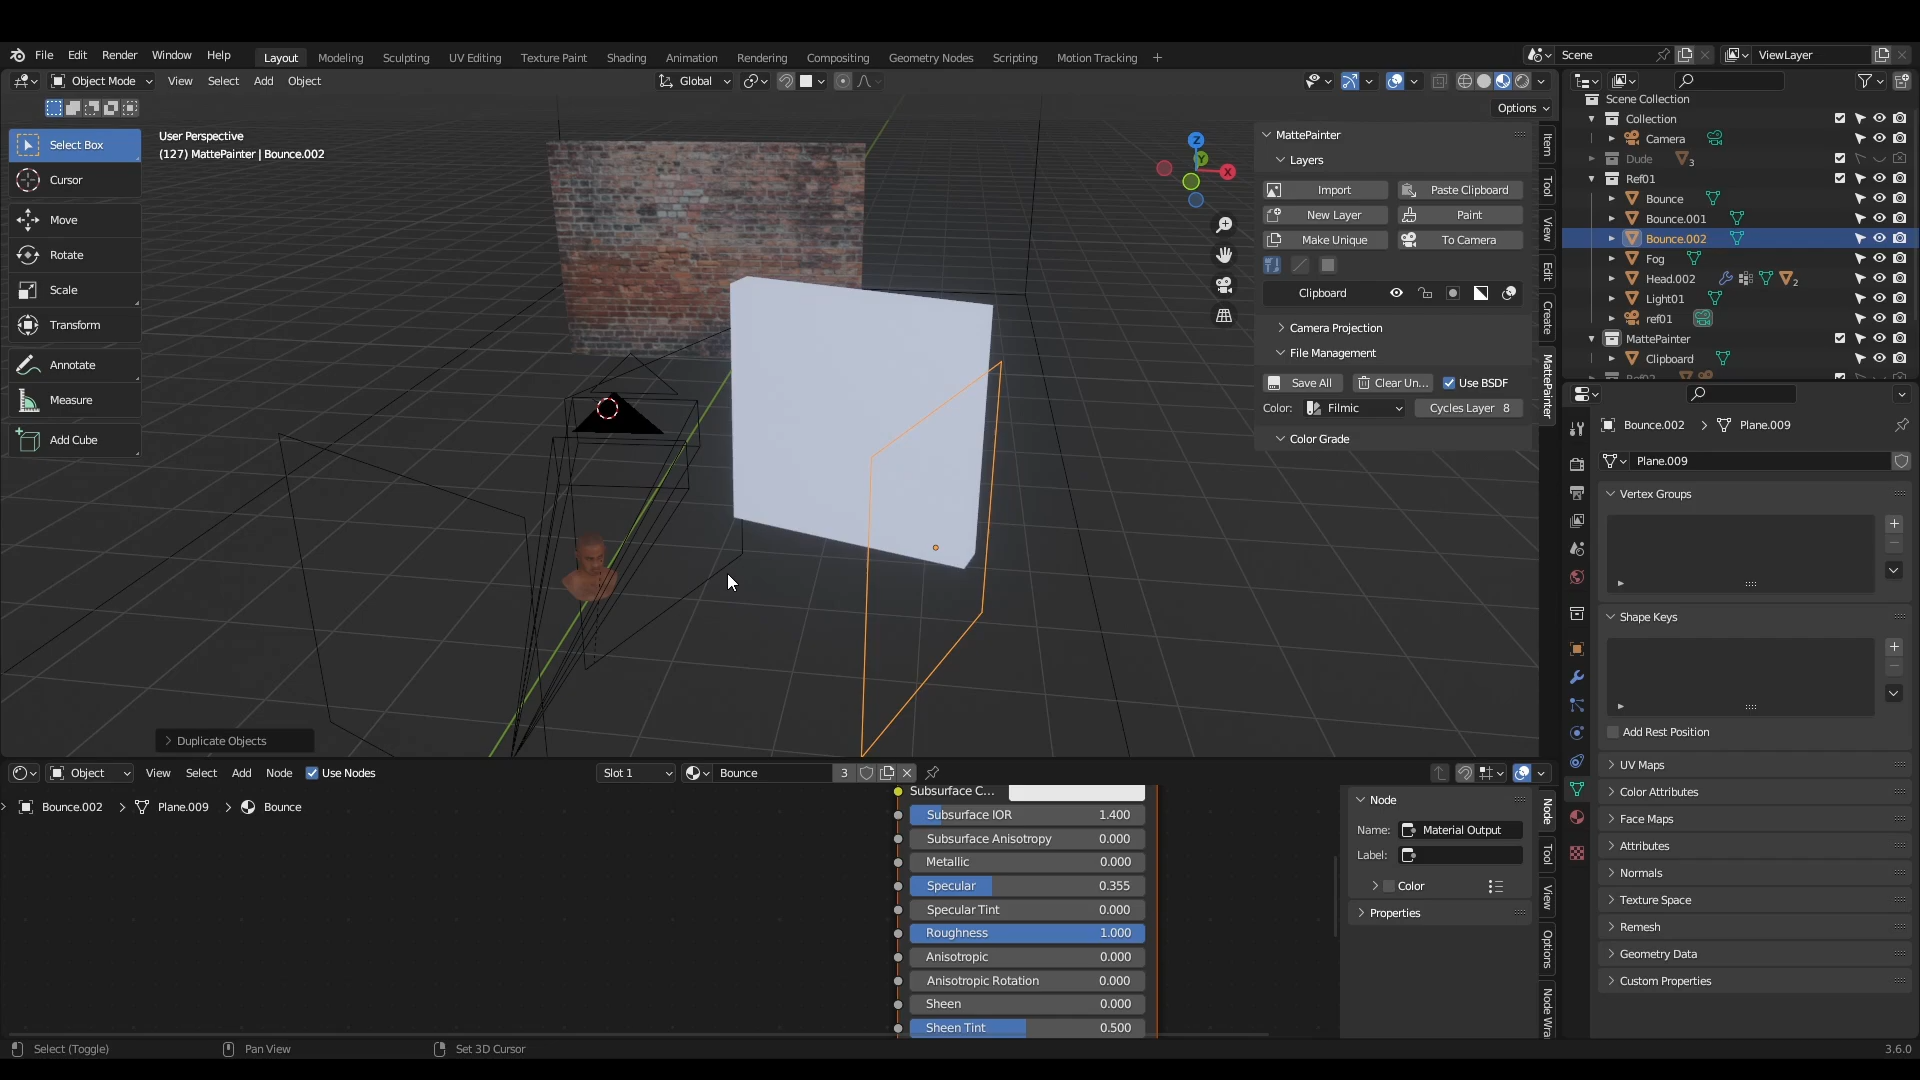 File Edit Render Window Help Layout Modeling Sculpting UV Editing Texture Paint Shading Animation Rendering Compositing Geometry Nodes Scripting Motion Tracking + Scene ViewLayer
Object Mode View Select Add Object Global
Options
Select Box
Cursor
Move
Rotate
Scale
Transform
Annotate
Measure
Add Cube
User Perspective
(127) MattePainter | Bounce.002
Z
Y
X
Duplicate Objects
MattePainter
Layers
Import Paste Clipboard
New Layer Paint
Make Unique To Camera
Clipboard
Camera Projection
File Management
Save All Clear Un... Use BSDF
Color: Filmic Cycles Layer 8
Color Grade
Item
Tool
View
Edit
Create
MattePainter
Scene Collection
Collection
Camera
Dude 3
Ref01
Bounce
Bounce.001
Bounce.002
Fog
Head.002 2
Light01
ref01
MattePainter
Clipboard
Bounce.002 > Plane.009
Plane.009
Vertex Groups
Shape Keys
Add Rest Position
UV Maps
Color Attributes
Face Maps
Attributes
Normals
Texture Space
Remesh
Geometry Data
Custom Properties
Object View Select Add Node Use Nodes Slot 1 Bounce 3
Bounce.002 > Plane.009 > Bounce
Subsurface C...
Subsurface IOR 1.400
Subsurface Anisotropy 0.000
Metallic 0.000
Specular 0.355
Specular Tint 0.000
Roughness 1.000
Anisotropic 0.000
Anisotropic Rotation 0.000
Sheen 0.000
Sheen Tint 0.500
Node
Name: Material Output
Label:
Color
Properties
Node
Tool
View
Options
Node Wra
Select (Toggle) Pan View Set 3D Cursor 3.6.0